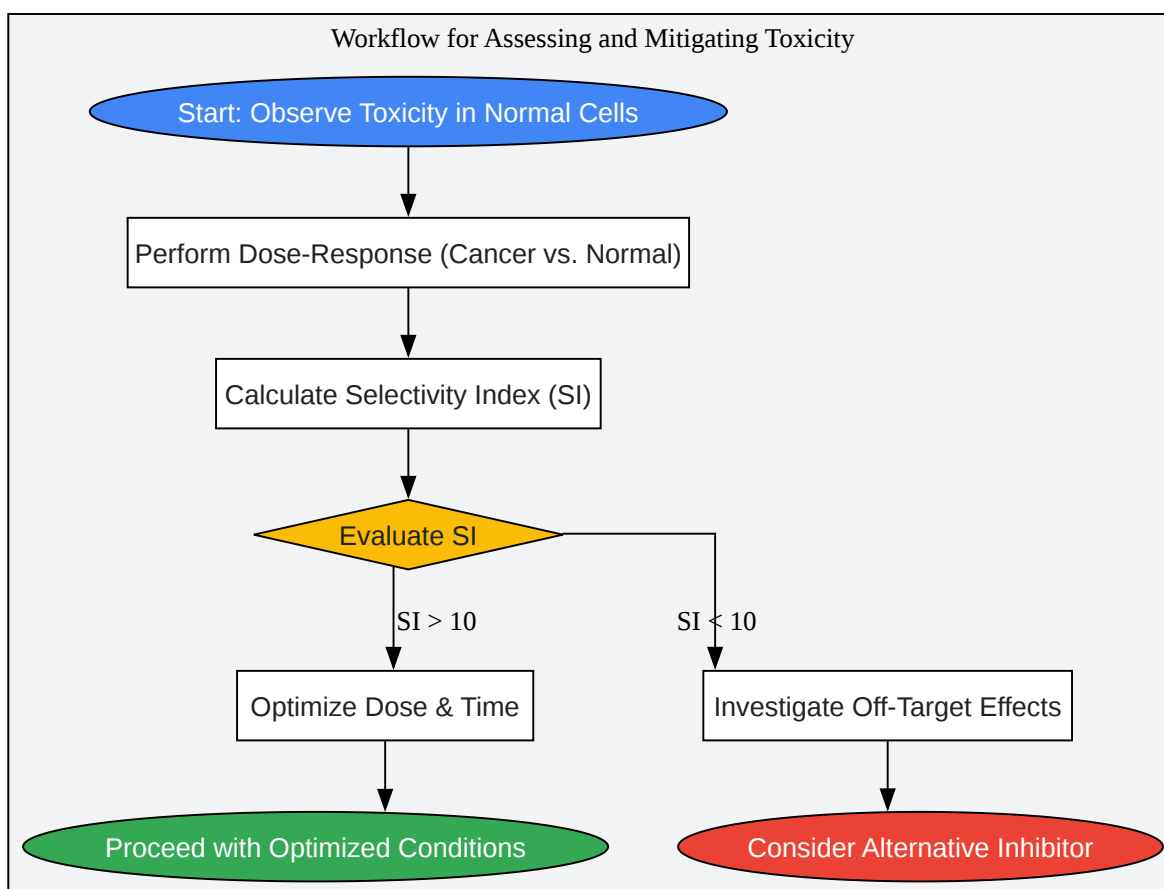 Workflow for Assessing and Mitigating Toxicity
Start: Observe Toxicity in Normal Cells
Perform Dose-Response (Cancer vs. Normal)
Calculate Selectivity Index (SI)
Evaluate SI
SI > 10
SI < 10
Optimize Dose & Time
Investigate Off-Target Effects
Proceed with Optimized Conditions
Consider Alternative Inhibitor